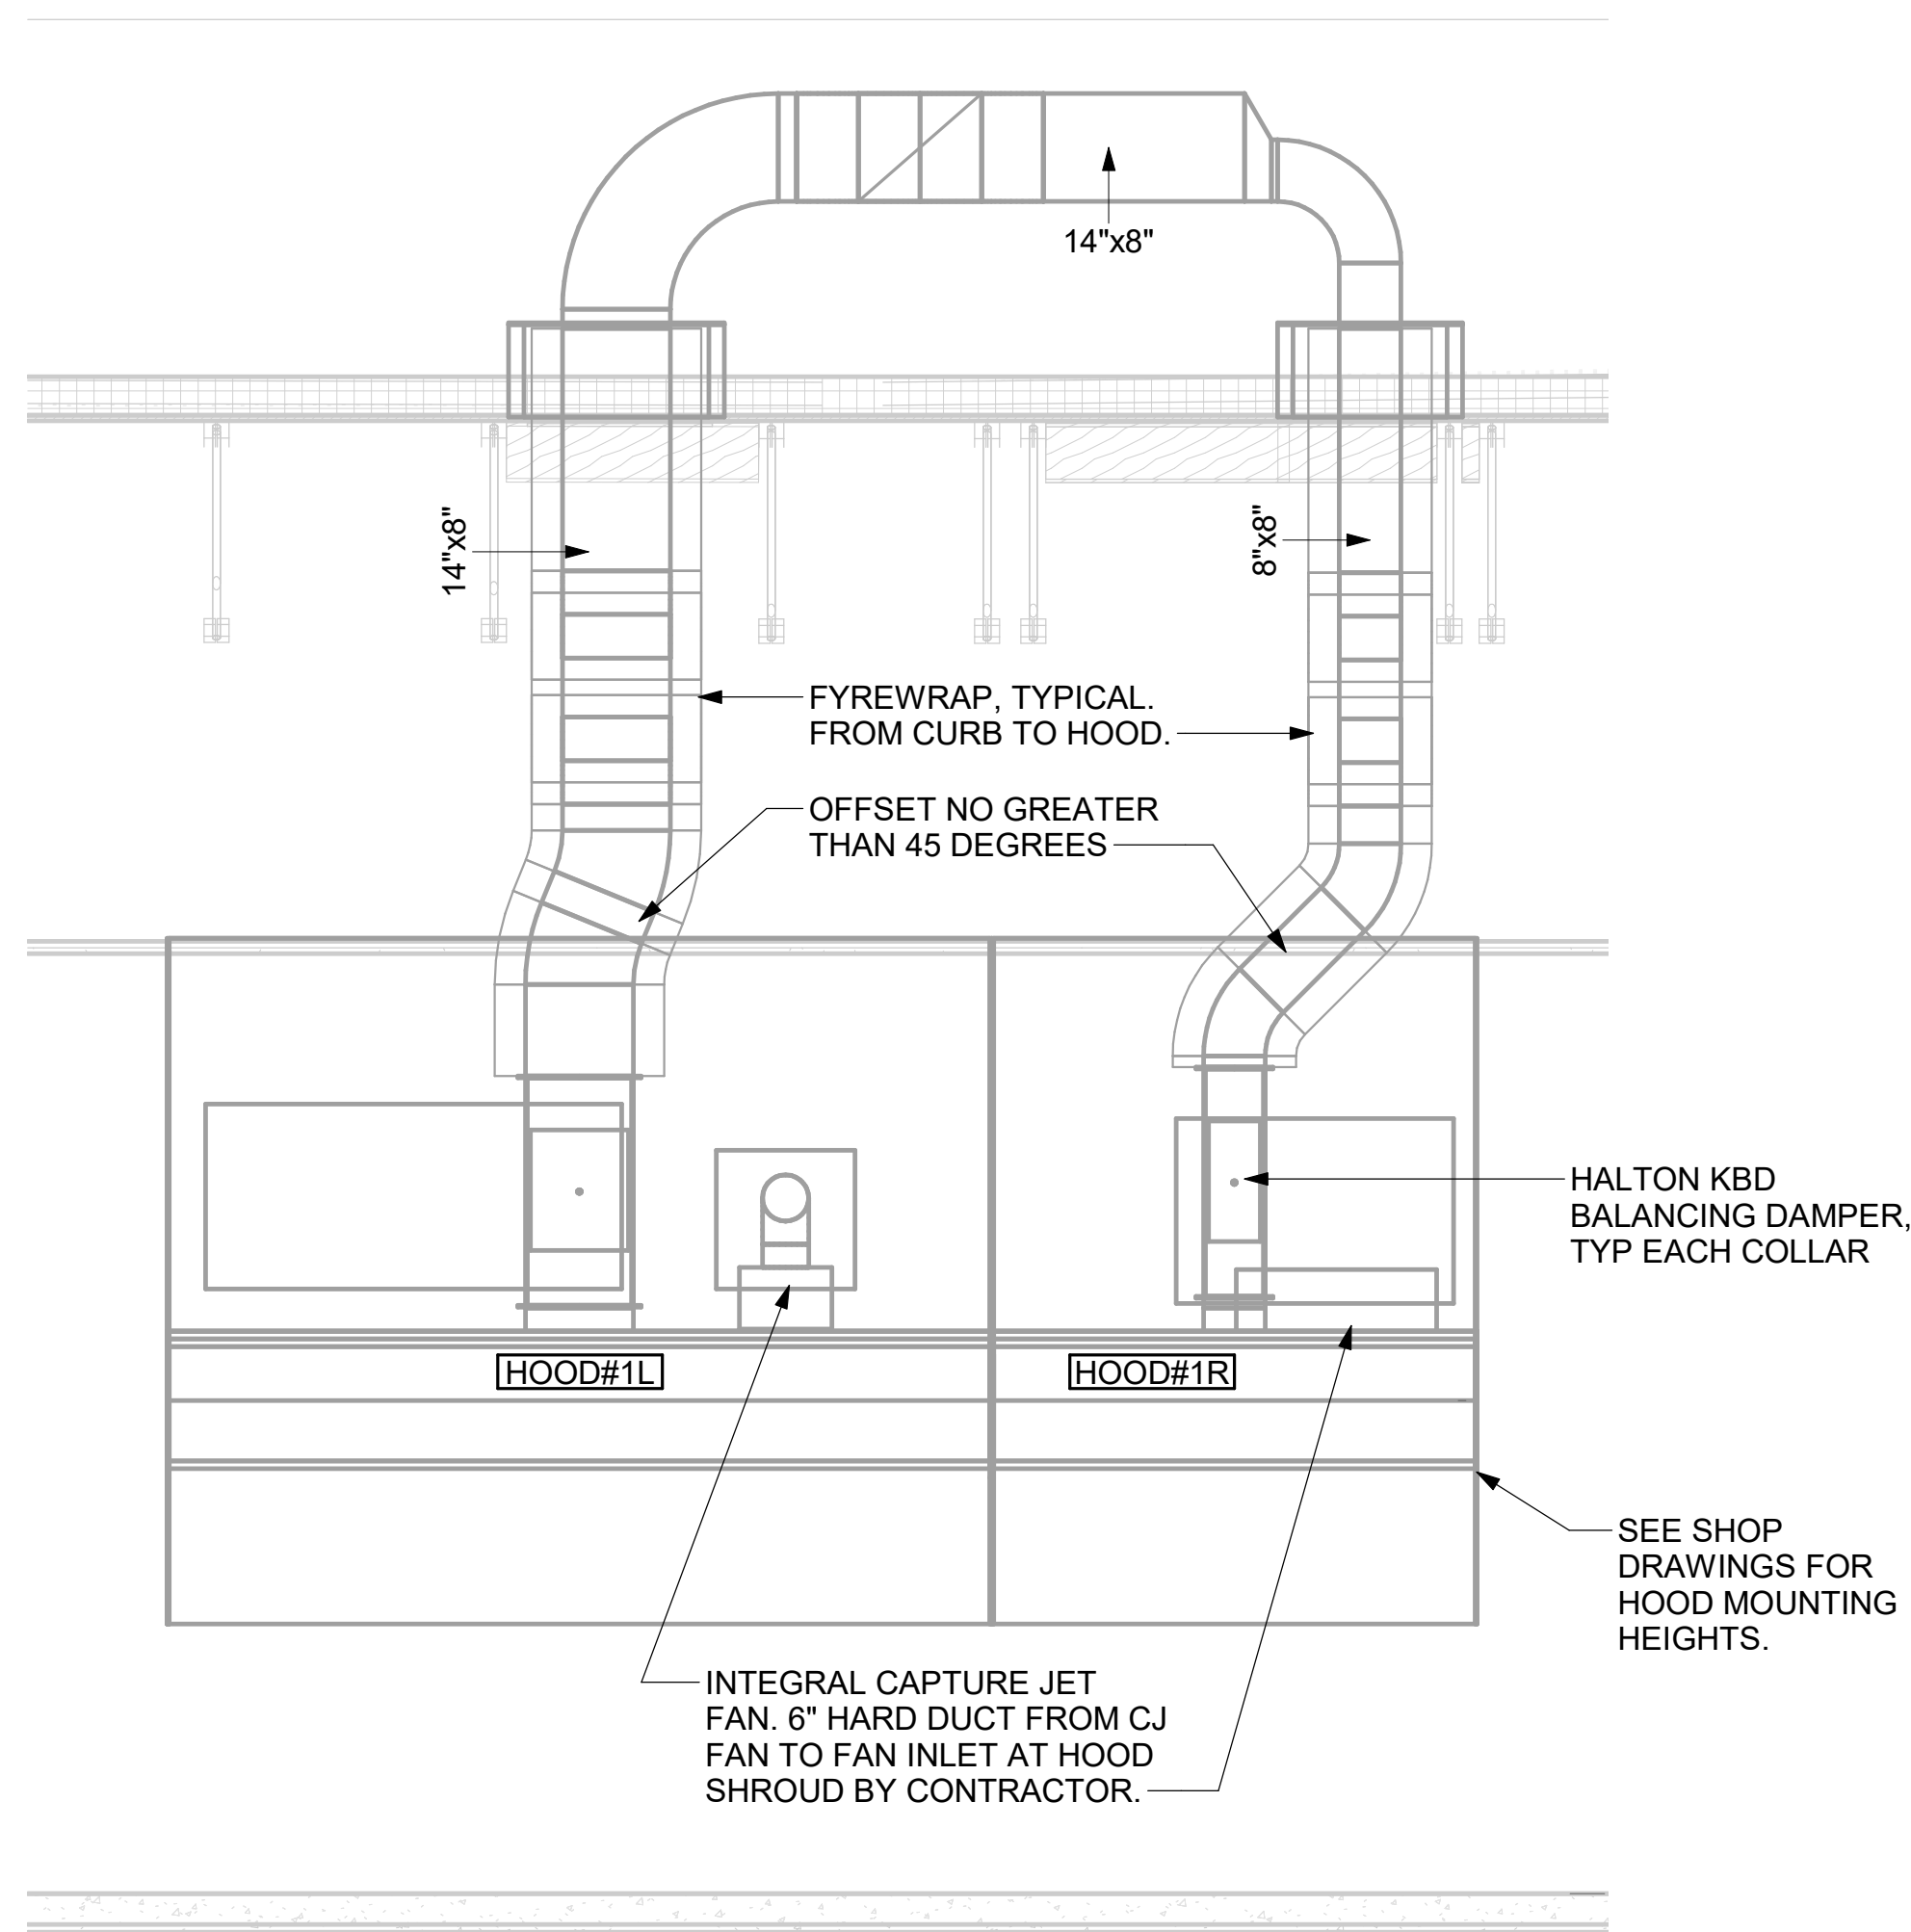 14"x8"
14"x8"
8"x8"
FYREWRAP, TYPICAL.
FROM CURB TO HOOD.
OFFSET NO GREATER
THAN 45 DEGREES
HALTON KBD
BALANCING DAMPER,
TYP EACH COLLAR
HOOD#1L
HOOD#1R
SEE SHOP
DRAWINGS FOR
HOOD MOUNTING
HEIGHTS.
INTEGRAL CAPTURE JET
FAN. 6" HARD DUCT FROM CJ
FAN TO FAN INLET AT HOOD
SHROUD BY CONTRACTOR.